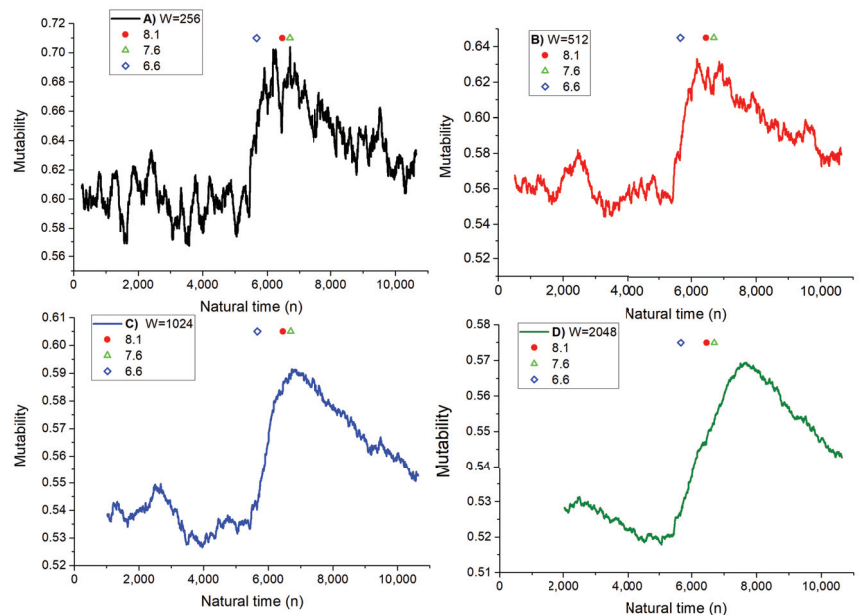 A) W=256
8.1
7.6
6.6
0.72
0.70
0.68
0.66
0.64
0.62
0.60
0.58
0.56
Mutability
0 2,000 4,000 6,000 8,000 10,000
Natural time (n)
B) W=512
8.1
7.6
6.6
0.64
0.62
0.60
0.58
0.56
0.54
0.52
0.51
Mutability
0 2,000 4,000 6,000 8,000 10,000
Natural time (n)
C) W=1024
8.1
7.6
6.6
0.61
0.60
0.59
0.58
0.57
0.56
0.55
0.54
0.53
0.52
Mutability
0 2,000 4,000 6,000 8,000 10,000
Natural time (n)
D) W=2048
8.1
7.6
6.6
0.58
0.57
0.55
0.54
0.53
0.52
0.51
Mutability
0 2,000 4,000 6,000 8,000 10,000
Natural time (n)